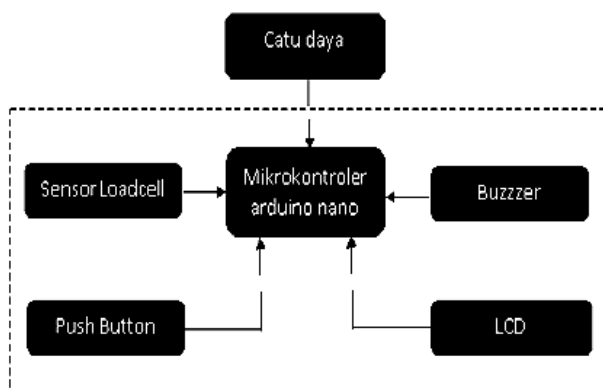 Catu daya
Sensor Loadcell
Mikrokontroler
arduino nano
Buzzzer
Push Button
LCD